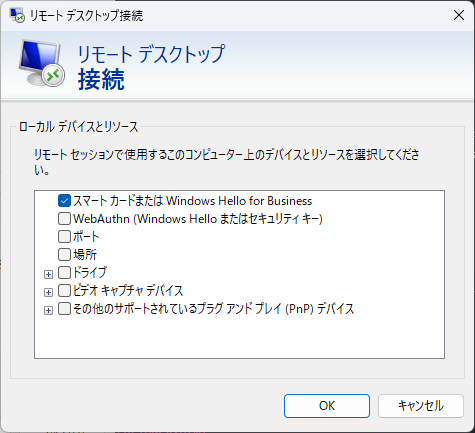 リモート デスクトップ接続
リモート デスクトップ
接続
ローカル デバイスとリソース
リモート セッションで使用するこのコンピューター上のデバイスとリソースを選択してくださ
い。
スマート カードまたは Windows Hello for Business
WebAuthn (Windows Hello またはセキュリティ キー)
ポート
場所
ドライブ
ビデオ キャプチャ デバイス
その他のサポートされているプラグ アンド プレイ (PnP) デバイス
OK
キャンセル